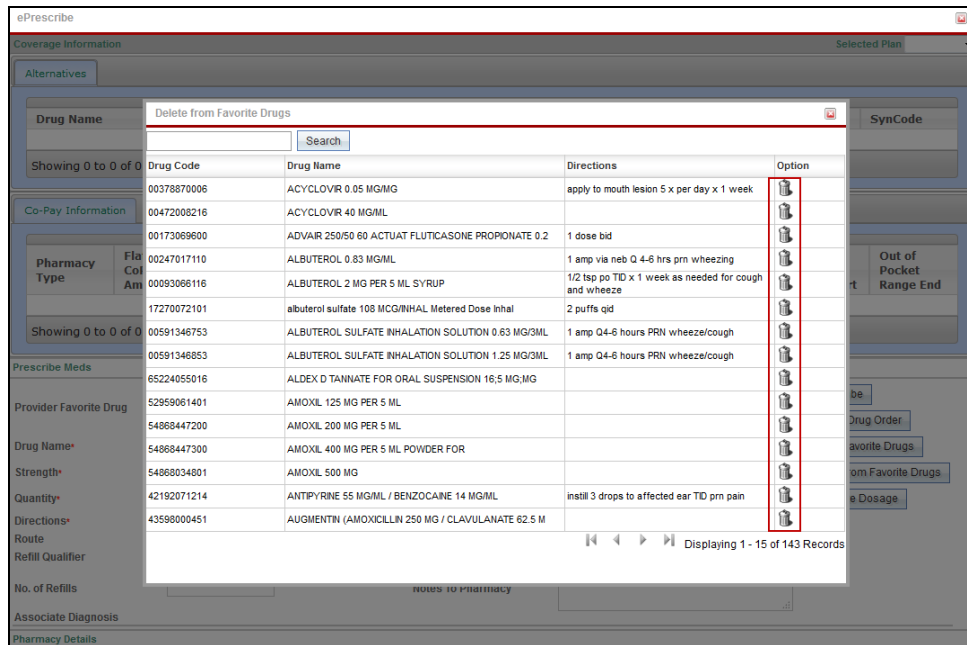 ePrescribe
Coverage Information Selected Plan
Alternatives
Delete from Favorite Drugs
Drug Name SynCode
Search
Showing 0 to 0 of 0
Drug Code Drug Name Directions Option
00378870006 ACYCLOVIR 0.05 MG/MG apply to mouth lesion 5 x per day x 1 week
00472008216 ACYCLOVIR 40 MG/ML
00173069600 ADVAIR 250/50 60 ACTUAT FLUTICASONE PROPIONATE 0.2 1 dose bid
00247017110 ALBUTEROL 0.83 MG/ML 1 amp via neb Q 4-6 hrs prn wheezing
00093066116 ALBUTEROL 2 MG PER 5 ML SYRUP 1/2 tsp po TID x 1 week as needed for cough
and wheeze
17270072101 albuterol sulfate 108 MCG/INHAL Metered Dose Inhal 2 puffs qid
00591346753 ALBUTEROL SULFATE INHALATION SOLUTION 0.63 MG/3ML 1 amp Q4-6 hours PRN wheeze/cough
00591346853 ALBUTEROL SULFATE INHALATION SOLUTION 1.25 MG/3ML 1 amp Q4-6 hours PRN wheeze/cough
65224055016 ALDEX D TANNATE FOR ORAL SUSPENSION 16;5 MG;MG
52959061401 AMOXIL 125 MG PER 5 ML
54868447200 AMOXIL 200 MG PER 5 ML
54868447300 AMOXIL 400 MG PER 5 ML POWDER FOR
54868034801 AMOXIL 500 MG
42192071214 ANTIPYRINE 55 MG/ML / BENZOCAINE 14 MG/ML instill 3 drops to affected ear TID prn pain
43598000451 AUGMENTIN (AMOXICILLIN 250 MG / CLAVULANATE 62.5 M
Displaying 1 - 15 of 143 Records
Co-Pay Information
Pharmacy
Type
Fla
Col
Am
rt
Out of
Pocket
Range End
Showing 0 to 0 of 0
Prescribe Meds
be
Provider Favorite Drug
Drug Order
Drug Name*
avorite Drugs
Strength*
om Favorite Drugs
Quantity*
e Dosage
Directions*
Route
Refill Qualifier
No. of Refills Notes To Pharmacy
Associate Diagnosis
Pharmacy Details